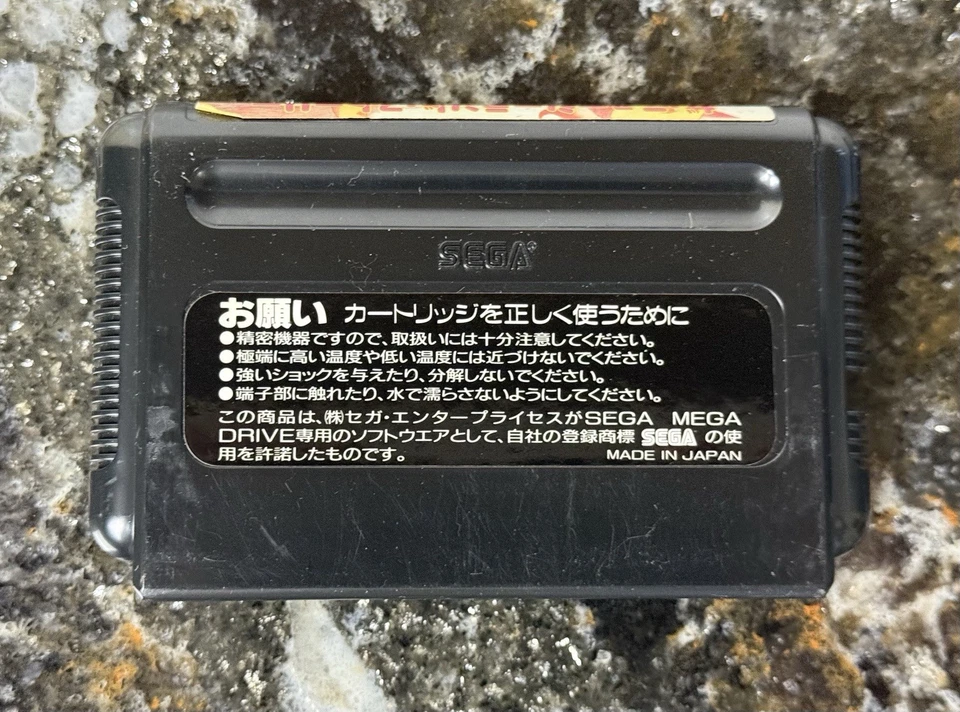 SEGA
お願い カートリッジを正しく使うために
●精密機器ですので、取扱いには十分注意してください。
●極端に高い温度や低い温度には近づけないでください。
●強いショックを与えたり、分解しないでください。
●端子部に触れたり、水で濡らさないようにしてください。
この商品は、㈱セガ・エンタープライセスがSEGA MEGA
DRIVE専用のソフトウエアとして、自社の登録商標 SEGA の使
用を許諾したものです。 MADE IN JAPAN